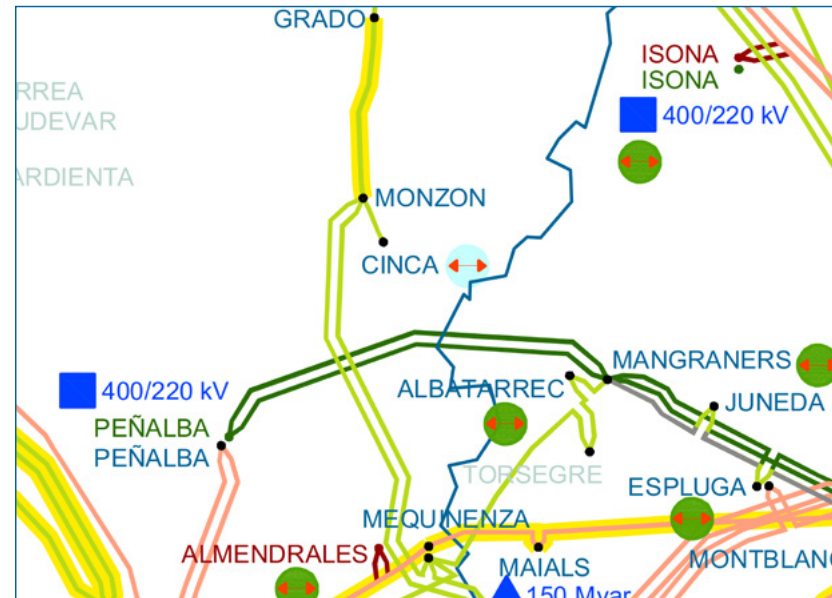 GRADO
ISONA
ISONA
RREA
400/220 kV
UDEVAR
ARDIENTA
MONZON
CINCA
MANGRANERS
400/220 kV
ALBATARREC
JUNEDA
PEÑALBA
PEÑALBA
TORSEGRE
ESPLUGA
MEQUINENZA
ALMENDRALES
MAIALS
MONTBLANC
150 Mvar